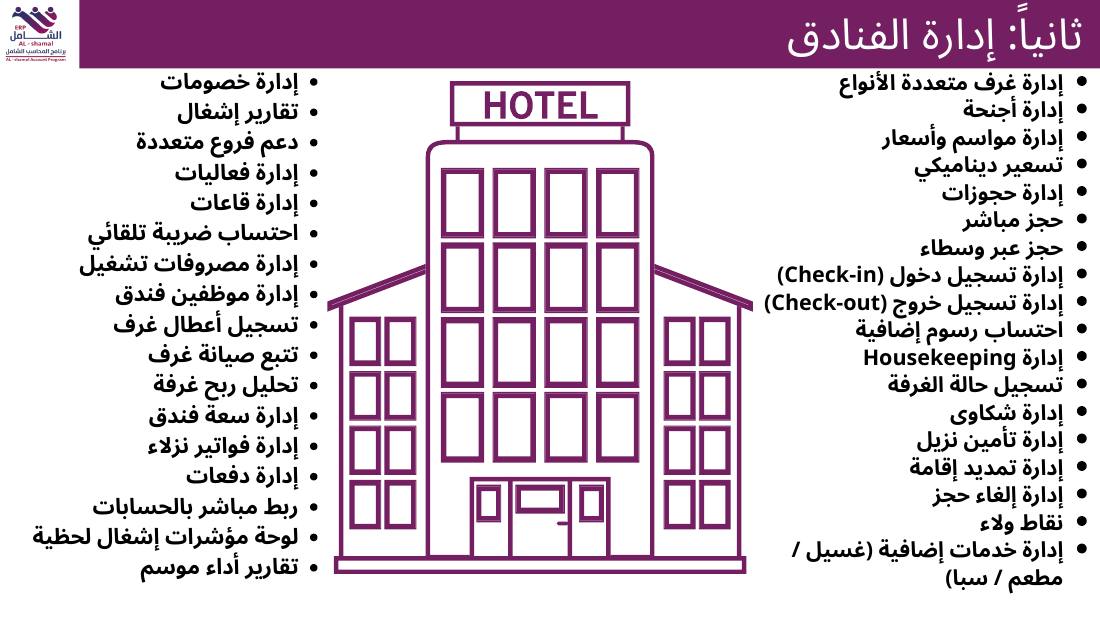 ثانياً: إدارة الفنادق
ERP
الشامل
AL - shamal
برنامج المحاسب الشامل
AL - shamal Account Program
إدارة غرف متعددة الأنواع
إدارة أجنحة
إدارة مواسم وأسعار
تسعير ديناميكي
إدارة حجوزات
حجز مباشر
حجز عبر وسطاء
إدارة تسجيل دخول (Check-in)
إدارة تسجيل خروج (Check-out)
احتساب رسوم إضافية
إدارة Housekeeping
تسجيل حالة الغرفة
إدارة شكاوى
إدارة تأمين نزيل
إدارة تمديد إقامة
إدارة إلغاء حجز
نقاط ولاء
إدارة خدمات إضافية (غسيل /
مطعم / سبا)
HOTEL
إدارة خصومات
تقارير إشغال
دعم فروع متعددة
إدارة فعاليات
إدارة قاعات
احتساب ضريبة تلقائي
إدارة مصروفات تشغيل
إدارة موظفين فندق
تسجيل أعطال غرف
تتبع صيانة غرف
تحليل ربح غرفة
إدارة سعة فندق
إدارة فواتير نزلاء
إدارة دفعات
ربط مباشر بالحسابات
لوحة مؤشرات إشغال لحظية
تقارير أداء موسم